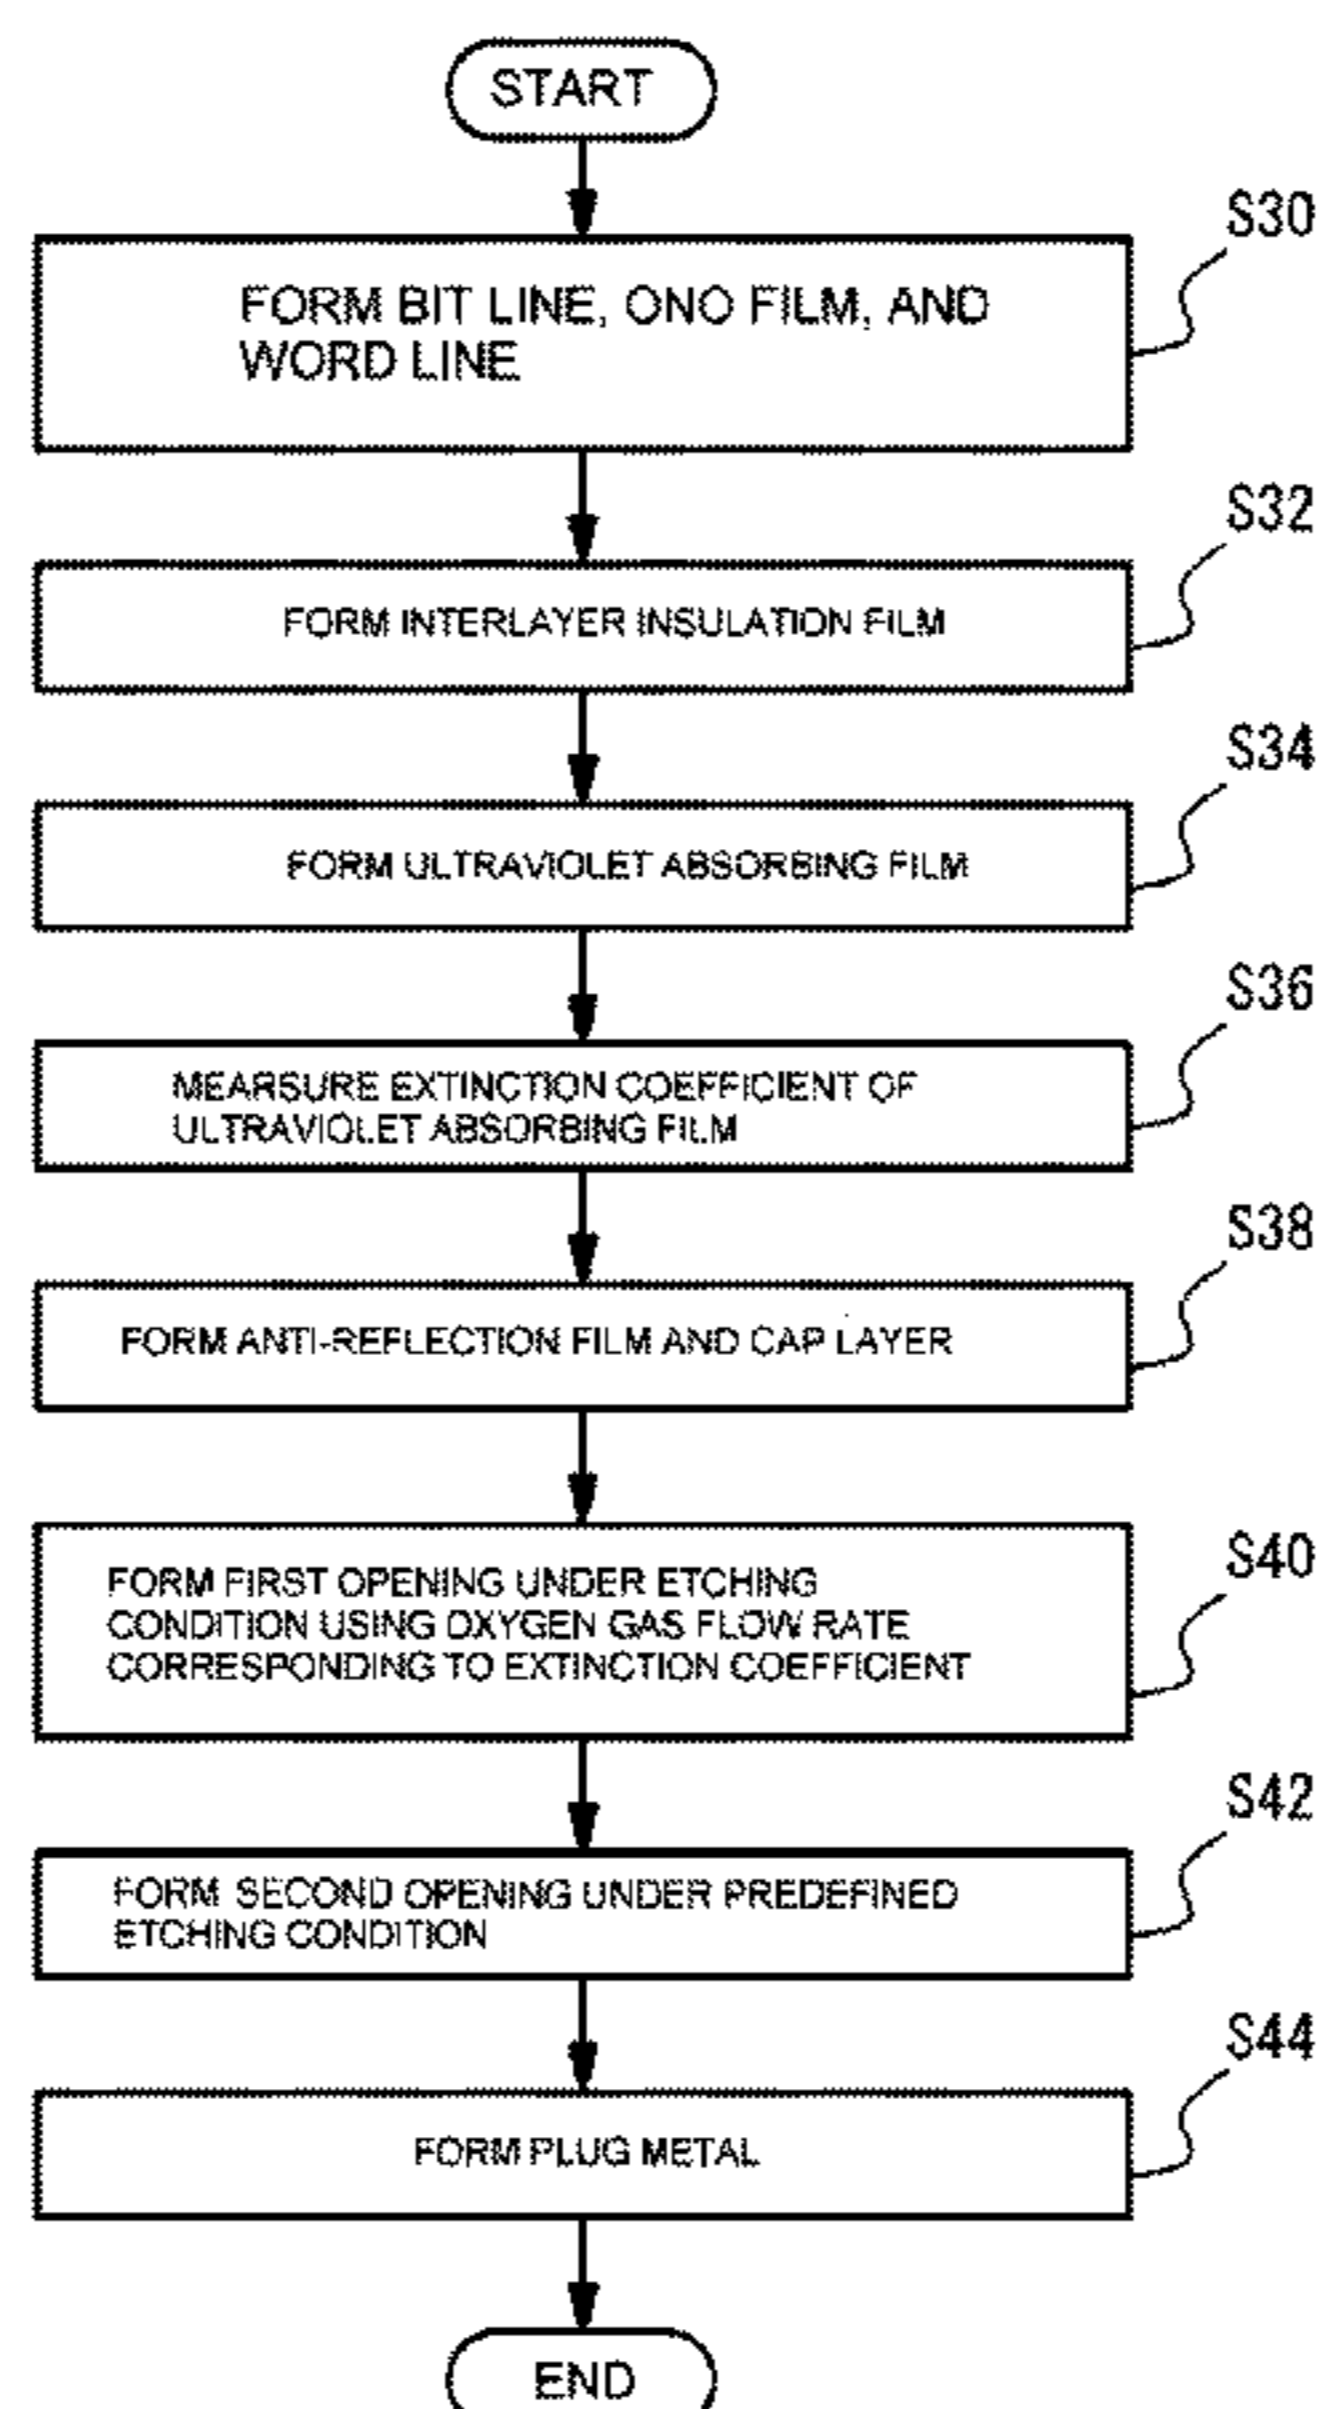 START
S30
FORM BIT LINE, ONO FILM, AND
WORD LINE
S32
FORM INTERLAYER INSULATION FILM
S34
FORM ULTRAVIOLET ABSORBING FILM
S36
MEARSURE EXTINCTION COEFFICIENT OF
ULTRAVIOLET ABSORBING FILM
S38
FORM ANTI-REFLECTION FILM AND CAP LAYER
S40
FORM FIRST OPENING UNDER ETCHING
CONDITION USING OXYGEN GAS FLOW RATE
CORRESPONDING TO EXTINCTION COEFFICIENT
S42
FORM SECOND OPENING UNDER PREDEFINED
ETCHING CONDITION
S44
FORM PLUG METAL
END